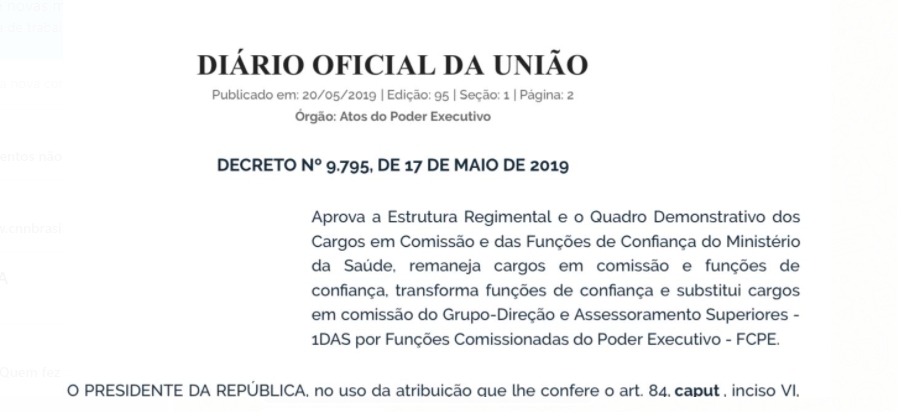 DIÁRIO OFICIAL DA UNIÃO
Publicado em: 20/05/2019 | Edição: 95 | Seção: 1 | Página: 2
Órgão: Atos do Poder Executivo
DECRETO Nº 9.795, DE 17 DE MAIO DE 2019
Aprova a Estrutura Regimental e o Quadro Demonstrativo dos
Cargos em Comissão e das Funções de Confiança do Ministério
da Saúde, remaneja cargos em comissão e funções de
confiança, transforma funções de confiança e substitui cargos
em comissão do Grupo-Direção e Assessoramento Superiores -
1DAS por Funções Comissionadas do Poder Executivo - FCPE.
O PRESIDENTE DA REPÚBLICA, no uso da atribuição que lhe confere o art. 84, caput , inciso VI,